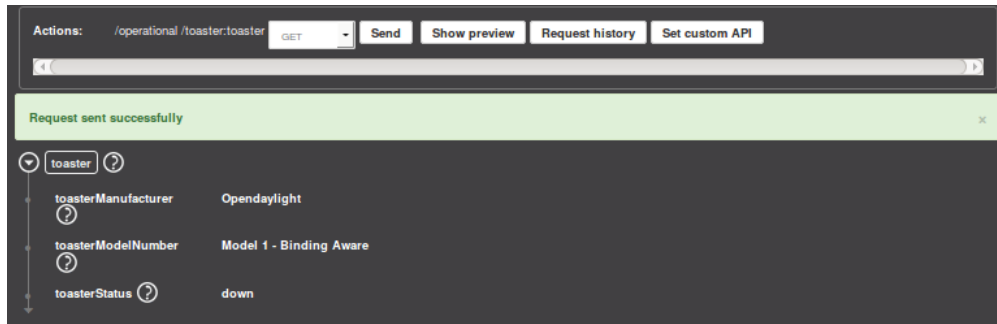 Actions: /operational /toaster:toaster GET Send Show preview Request history Set custom API
Request sent successfully ×
toaster ?
toasterManufacturer Opendaylight
?
toasterModelNumber Model 1 - Binding Aware
?
toasterStatus ? down